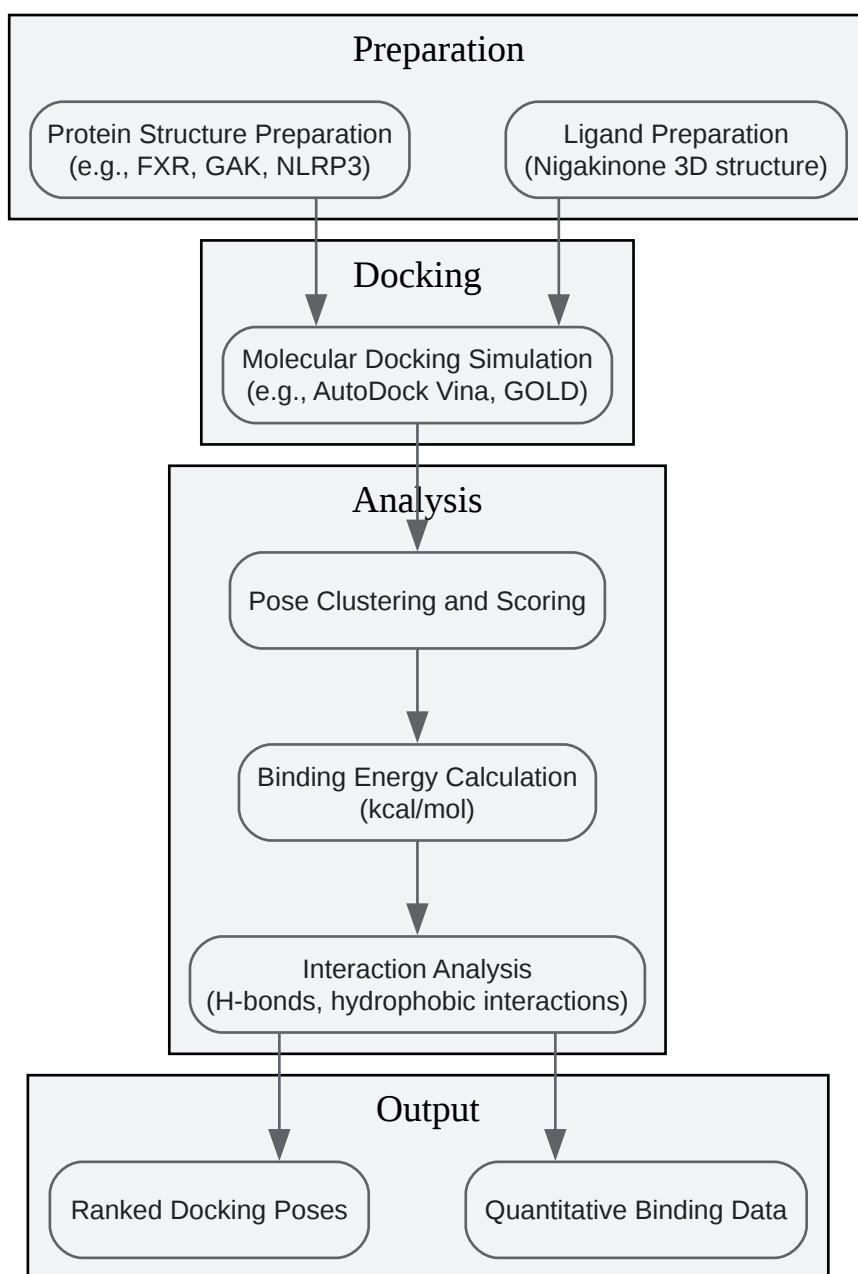 Preparation
Protein Structure Preparation
(e.g., FXR, GAK, NLRP3)
Ligand Preparation
(Nigakinone 3D structure)
Docking
Molecular Docking Simulation
(e.g., AutoDock Vina, GOLD)
Analysis
Pose Clustering and Scoring
Binding Energy Calculation
(kcal/mol)
Interaction Analysis
(H-bonds, hydrophobic interactions)
Output
Ranked Docking Poses
Quantitative Binding Data